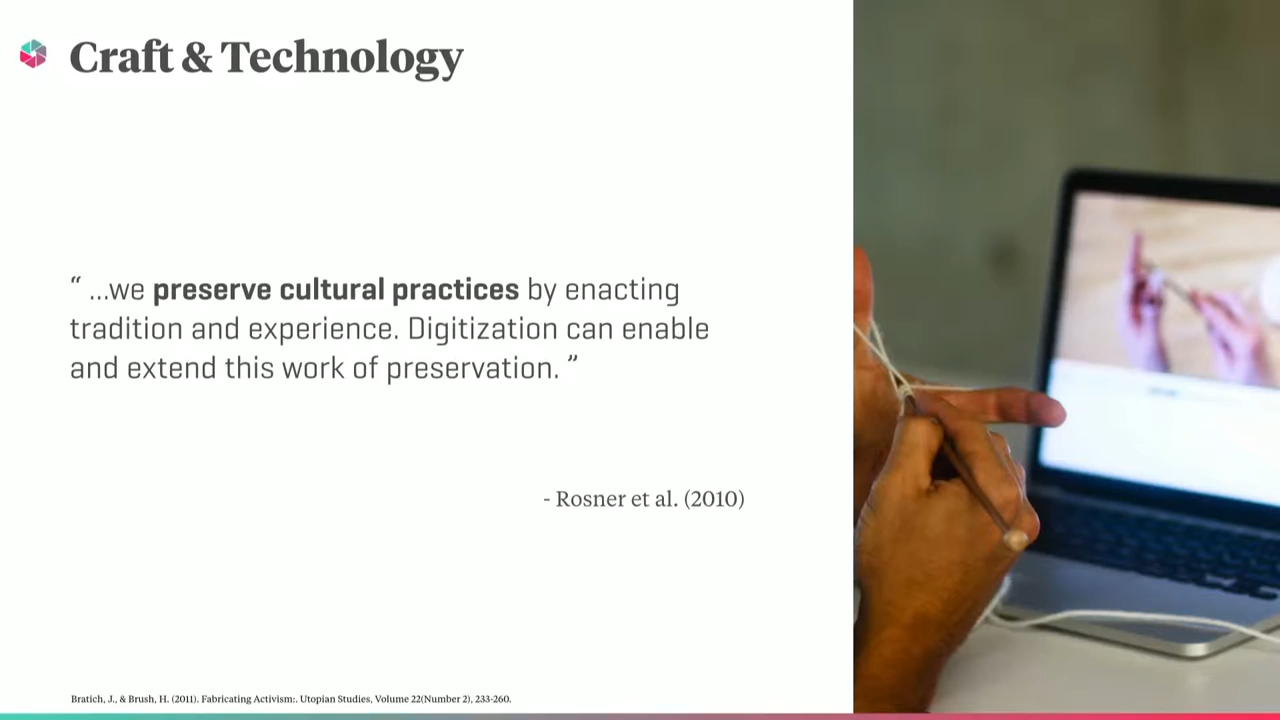 Craft & Technology
“ ...we preserve cultural practices by enacting
tradition and experience. Digitization can enable
and extend this work of preservation. ”
- Rosner et al. (2010)
Bratich, J., & Brush, H. (2011). Fabricating Activism:. Utopian Studies, Volume 22(Number 2), 233-260.